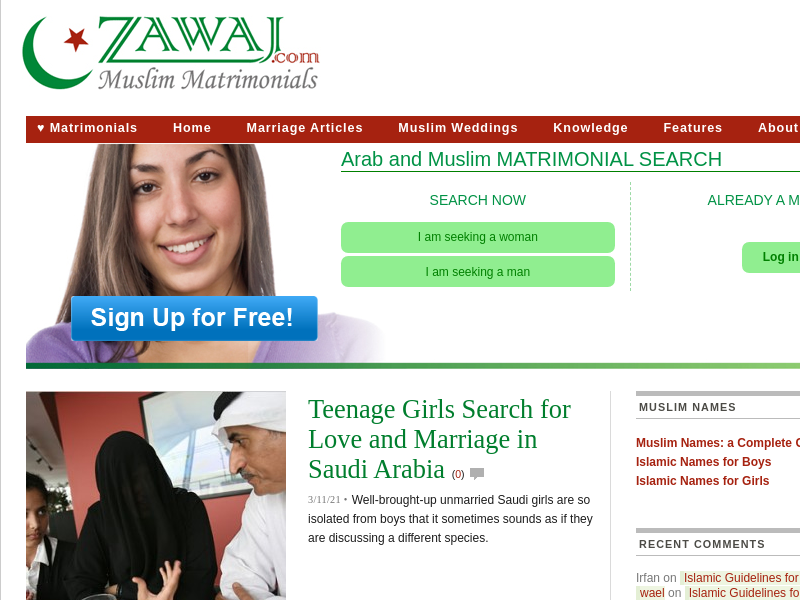 ZAWAJ.com
Muslim Matrimonials
♥ Matrimonials Home Marriage Articles Muslim Weddings Knowledge Features About
Arab and Muslim MATRIMONIAL SEARCH
SEARCH NOW
I am seeking a woman
I am seeking a man
ALREADY A M
Log in
Sign Up for Free!
Teenage Girls Search for
Love and Marriage in
Saudi Arabia (0)
3/11/21 • Well-brought-up unmarried Saudi girls are so
isolated from boys that it sometimes sounds as if they
are discussing a different species.
MUSLIM NAMES
Muslim Names: a Complete
Islamic Names for Boys
Islamic Names for Girls
RECENT COMMENTS
Irfan on Islamic Guidelines for
wael on Islamic Guidelines fo